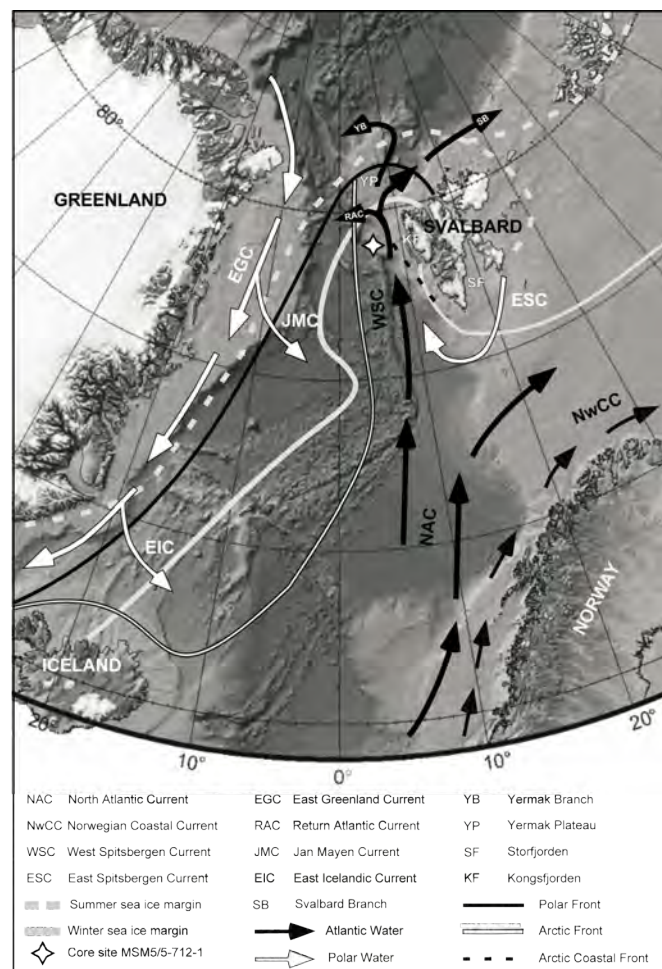 80°
YB
SB
GREENLAND
YP
RAC
SVALBARD
KF
EGC
SF
ESC
JMC
WSC
NwCC
NAC
EIC
NORWAY
ICELAND
20°
10°
0°
10°
20°
NAC North Atlantic Current EGC East Greenland Current YB Yermak Branch
NwCC Norwegian Coastal Current RAC Return Atlantic Current YP Yermak Plateau
WSC West Spitsbergen Current JMC Jan Mayen Current SF Storfjorden
ESC East Spitsbergen Current EIC East Icelandic Current KF Kongsfjorden
Summer sea ice margin SB Svalbard Branch Polar Front
Winter sea ice margin Atlantic Water Arctic Front
Core site MSM5/5-712-1 Polar Water Arctic Coastal Front